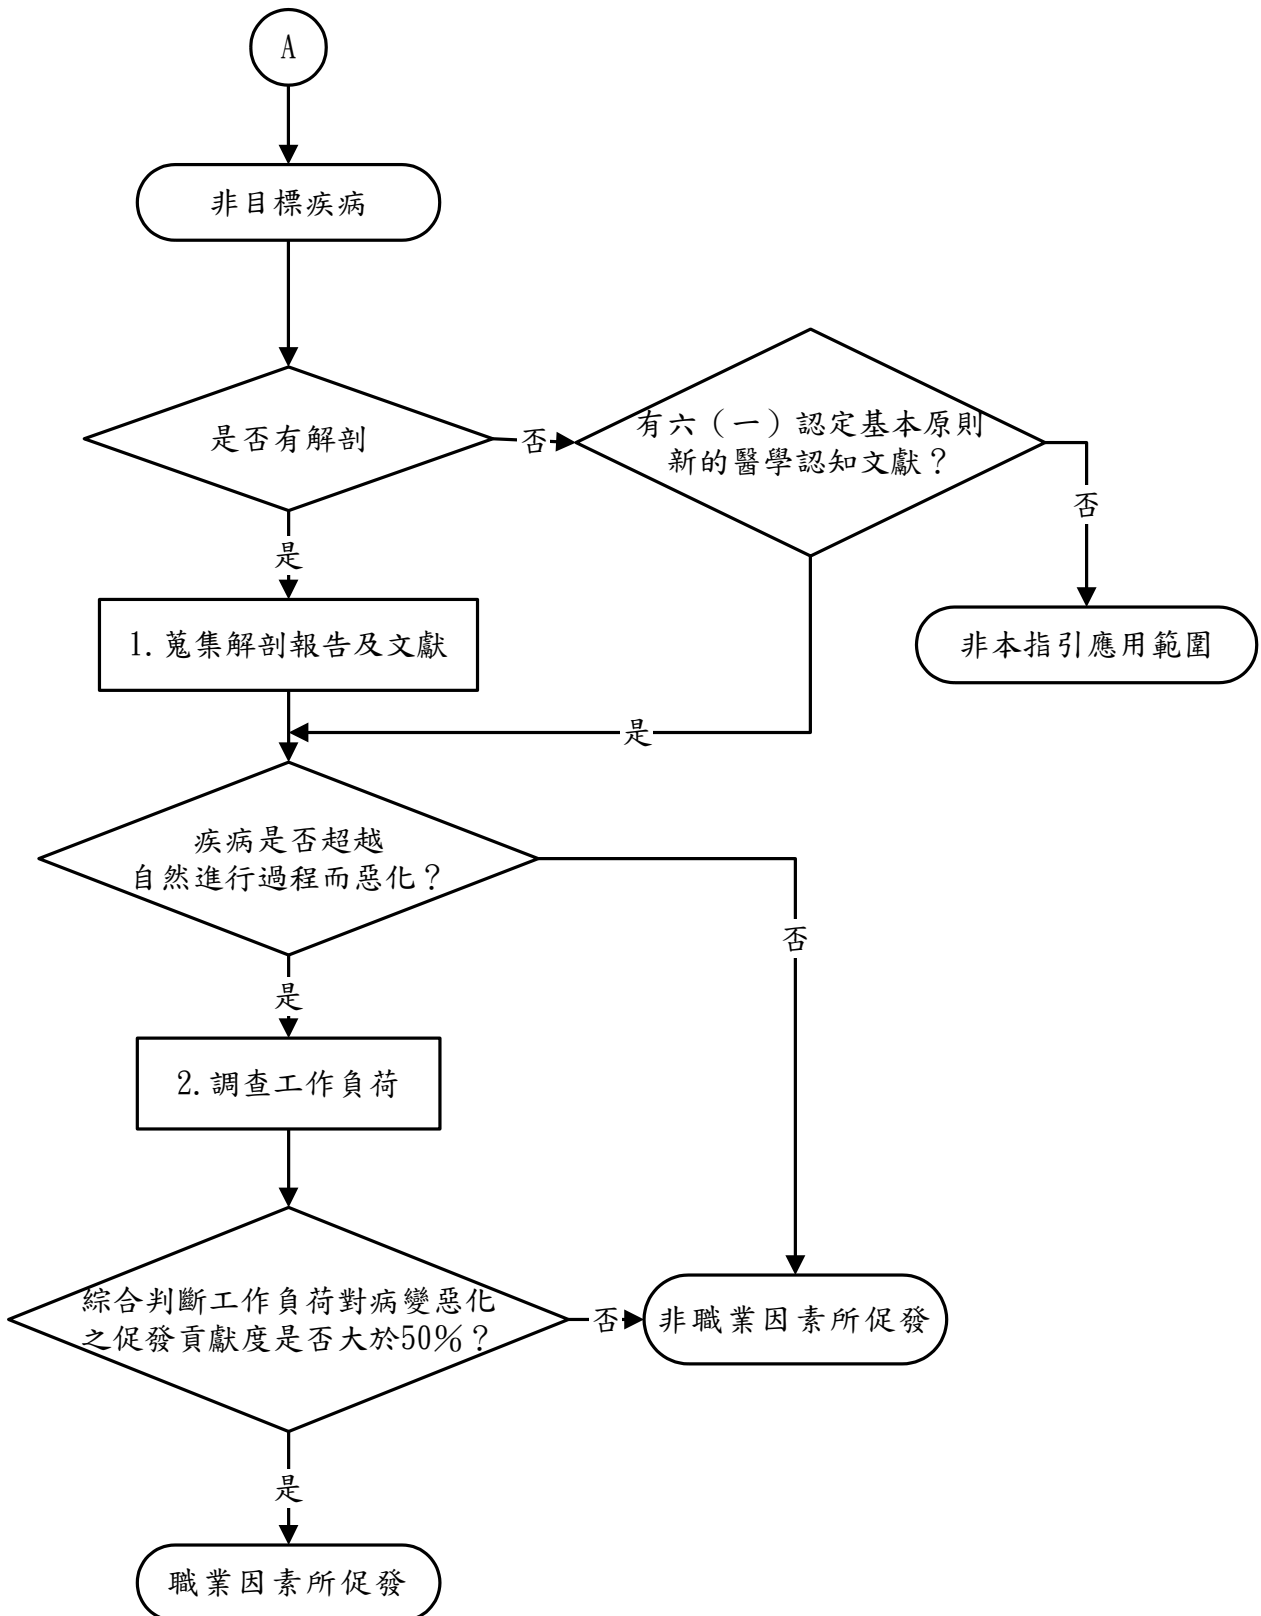 A
非目標疾病
是否有解剖
否
有六（一）認定基本原則
新的醫學認知文獻？
否
是
1.蒐集解剖報告及文獻
非本指引應用範圍
是
疾病是否超越
自然進行過程而惡化？
否
是
2.調查工作負荷
綜合判斷工作負荷對病變惡化
之促發貢獻度是否大於50％？
否
非職業因素所促發
是
職業因素所促發